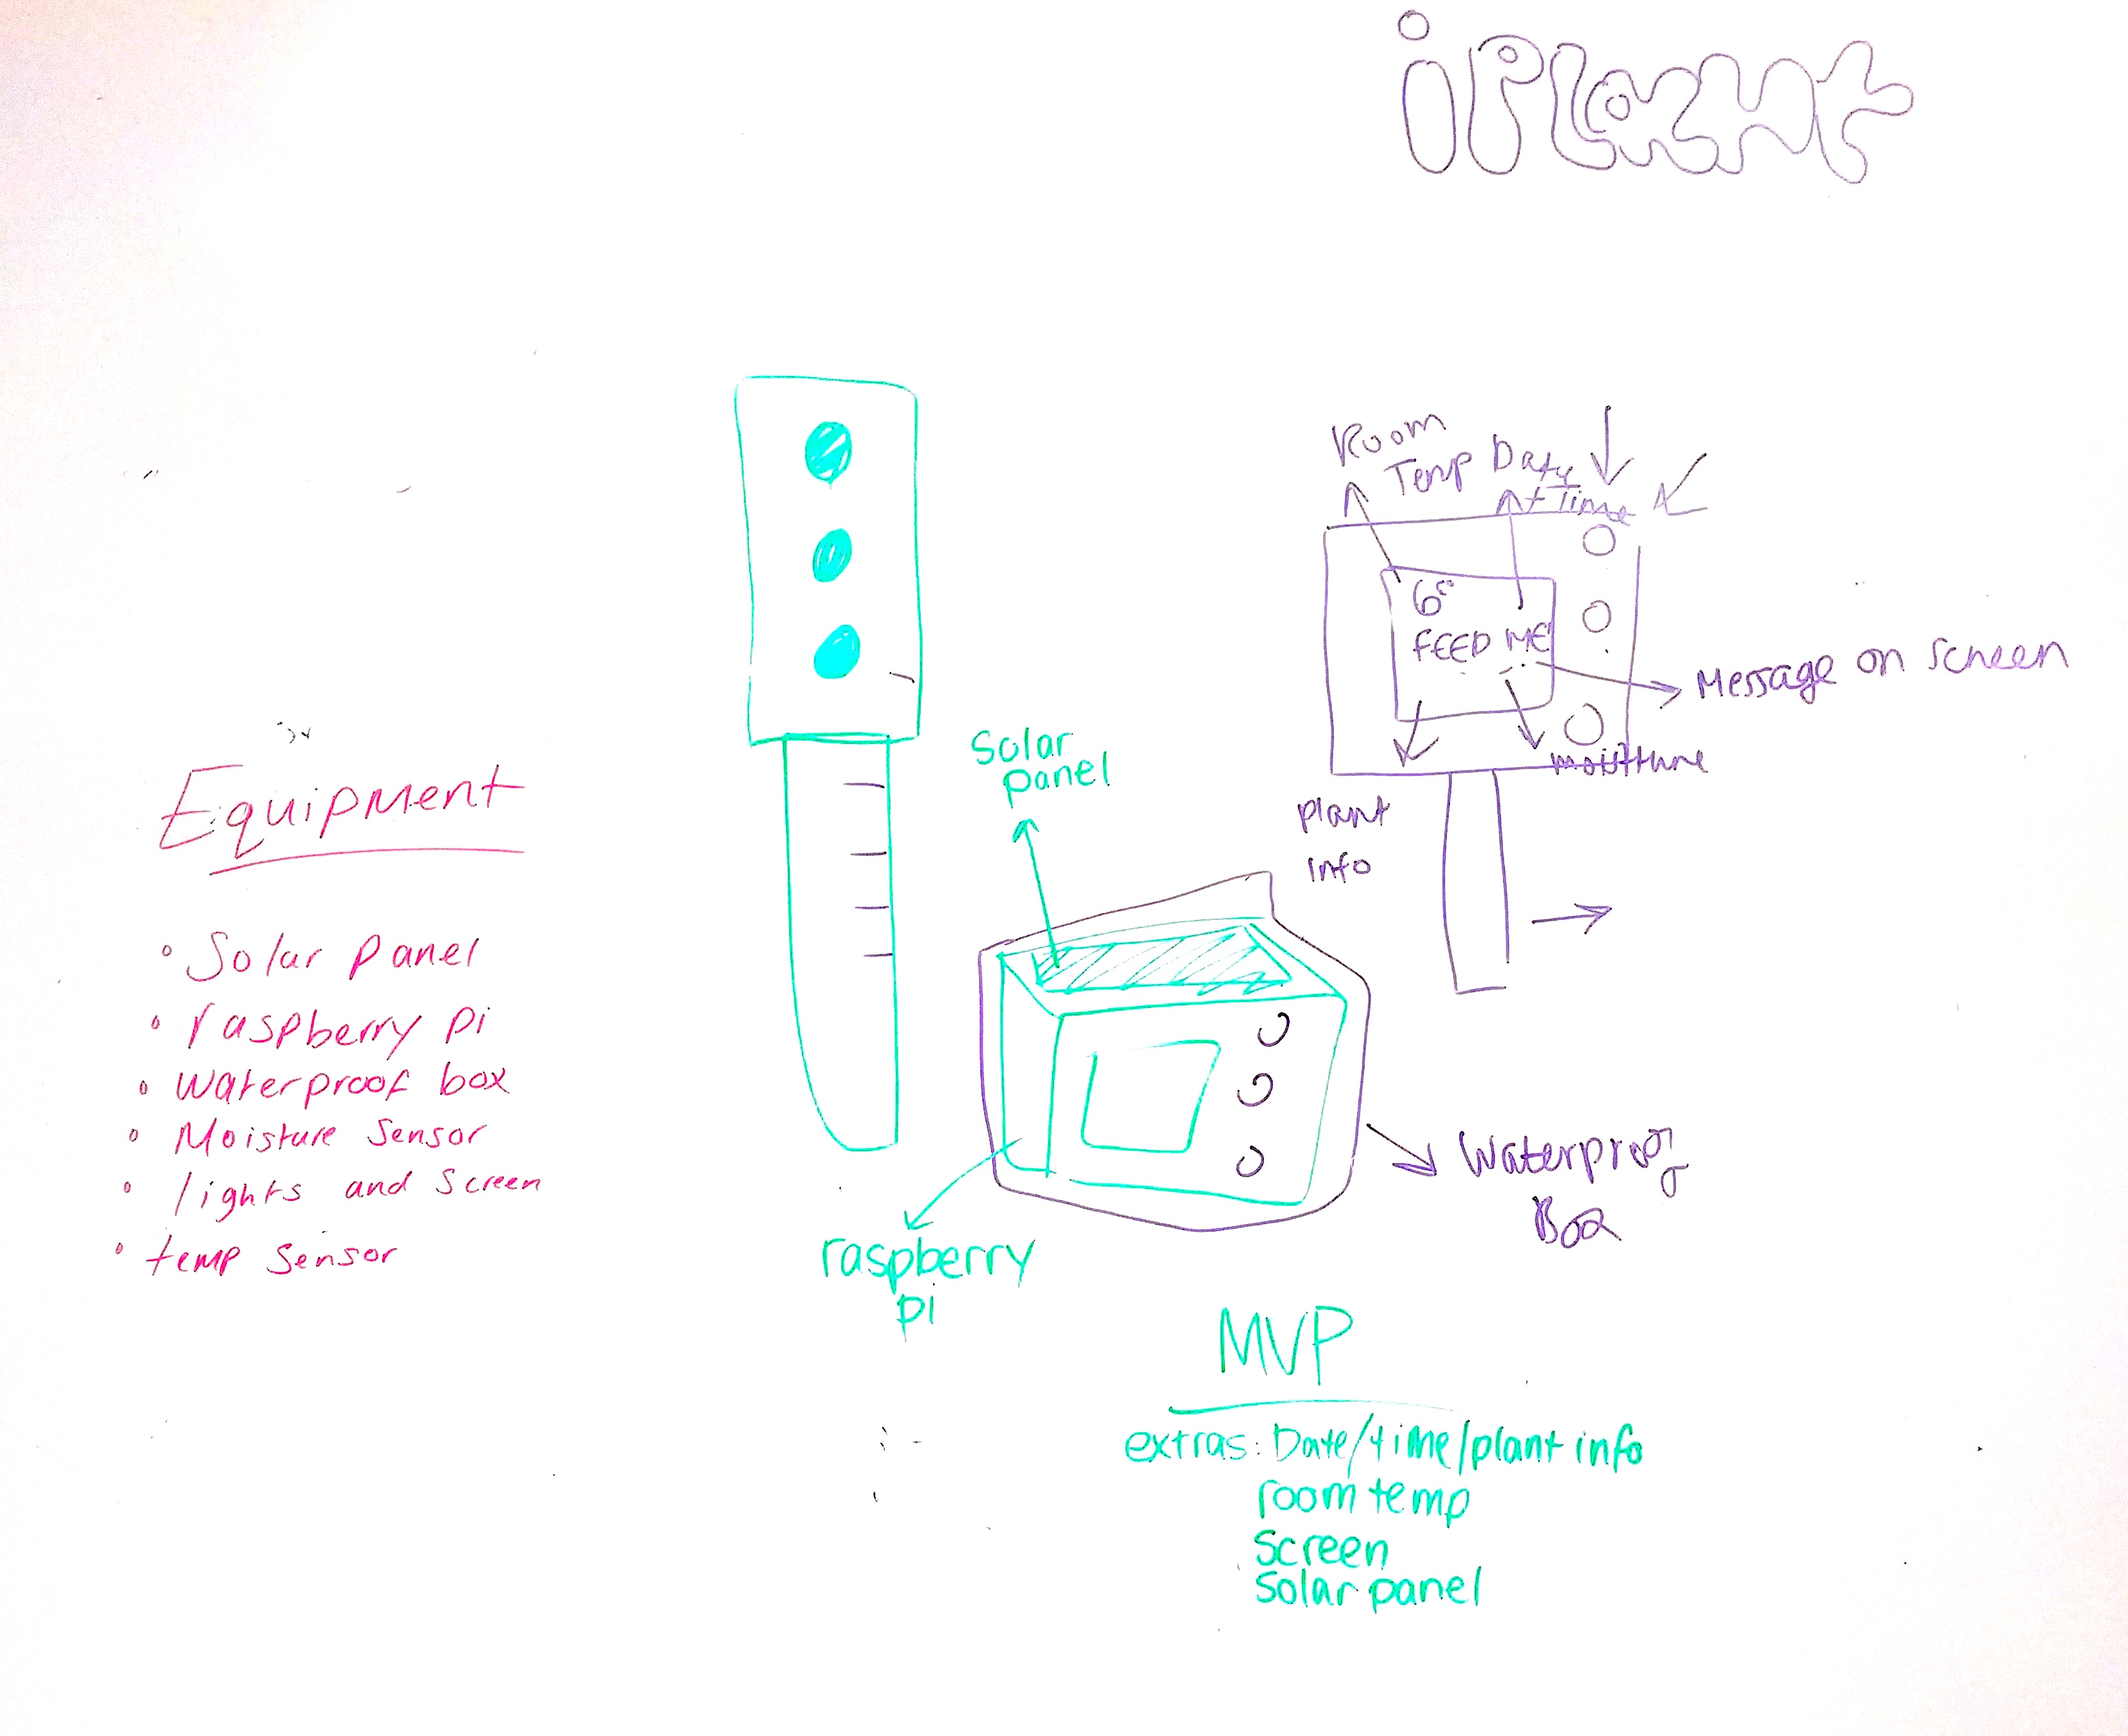 iPlant
Room
Temp
Date
+ Time
6°
FEED ME
Message on screen
moistture
plant
info
solar
panel
Equipment
• Solar panel
• raspberry pi
• Waterproof box
• Moisture Sensor
• lights and Screen
• temp sensor
Waterproof
Box
raspberry
pi
MVP
extras: Date/time/plant info
room temp
Screen
Solar panel